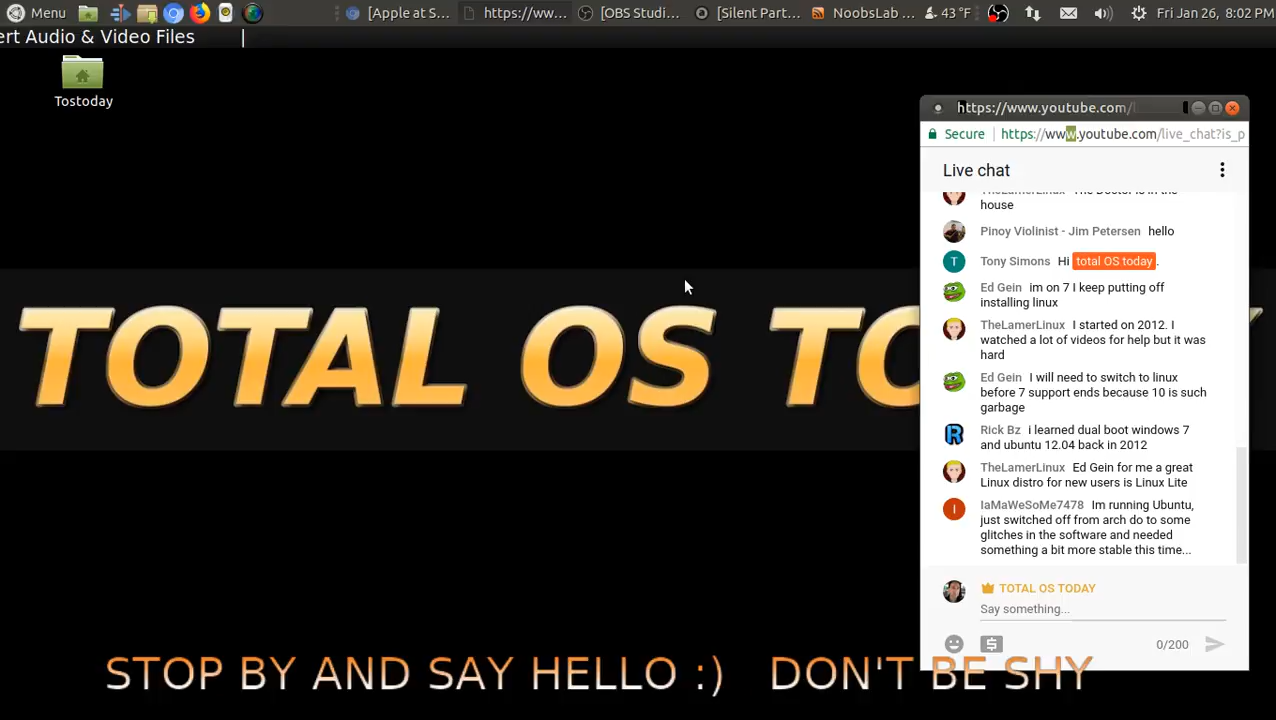 Menu [Apple at S... https://ww... [OBS Studi... [Silent Part... NoobsLab ... 43 °F Fri Jan 26, 8:02 PM
ert Audio & Video Files |
Tostoday
https://www.youtube.com/l
Secure | https://www.youtube.com/live_chat?is_p
Live chat
TheLamerLinux The Doctor is in the
house
Pinoy Violinist - Jim Petersen hello
T Tony Simons Hi total OS today.
Ed Gein im on 7 I keep putting off
installing linux
TheLamerLinux I started on 2012. I
watched a lot of videos for help but it was
hard
Ed Gein I will need to switch to linux
before 7 support ends because 10 is such
garbage
R Rick Bz i learned dual boot windows 7
and ubuntu 12.04 back in 2012
TheLamerLinux Ed Gein for me a great
Linux distro for new users is Linux Lite
I IaMaWeSoMe7478 Im running Ubuntu,
just switched off from arch do to some
glitches in the software and needed
something a bit more stable this time...
TOTAL OS TODAY
Say something...
0/200
TOTAL OS TO
STOP BY AND SAY HELLO :) DON'T BE SHY